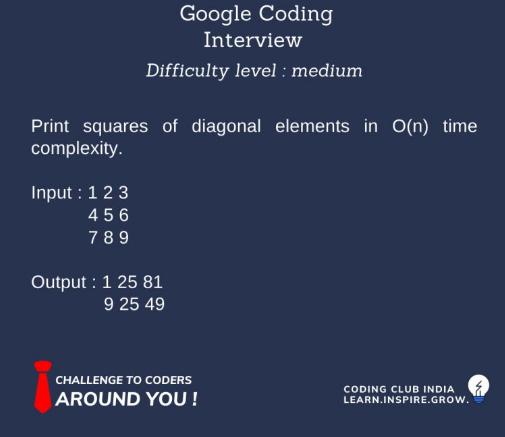 Google Coding
Interview
Difficulty level : medium
Print squares of diagonal elements in O(n) time
complexity.
Input : 1 2 3
4 5 6
7 8 9
Output : 1 25 81
9 25 49
CHALLENGE TO CODERS
AROUND YOU !
CODING CLUB INDIA
LEARN.INSPIRE.GROW.